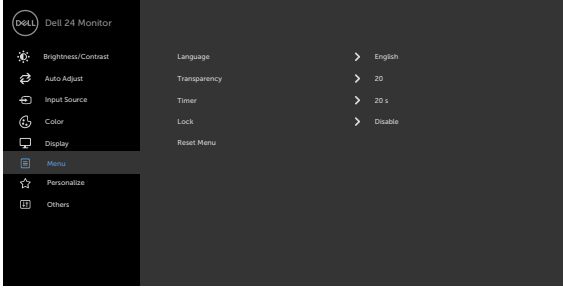 DELL Dell 24 Monitor
Brightness/Contrast
Auto Adjust
Input Source
Color
Display
Menu
Personalize
Others
Language > English
Transparency > 20
Timer > 20 s
Lock > Disable
Reset Menu